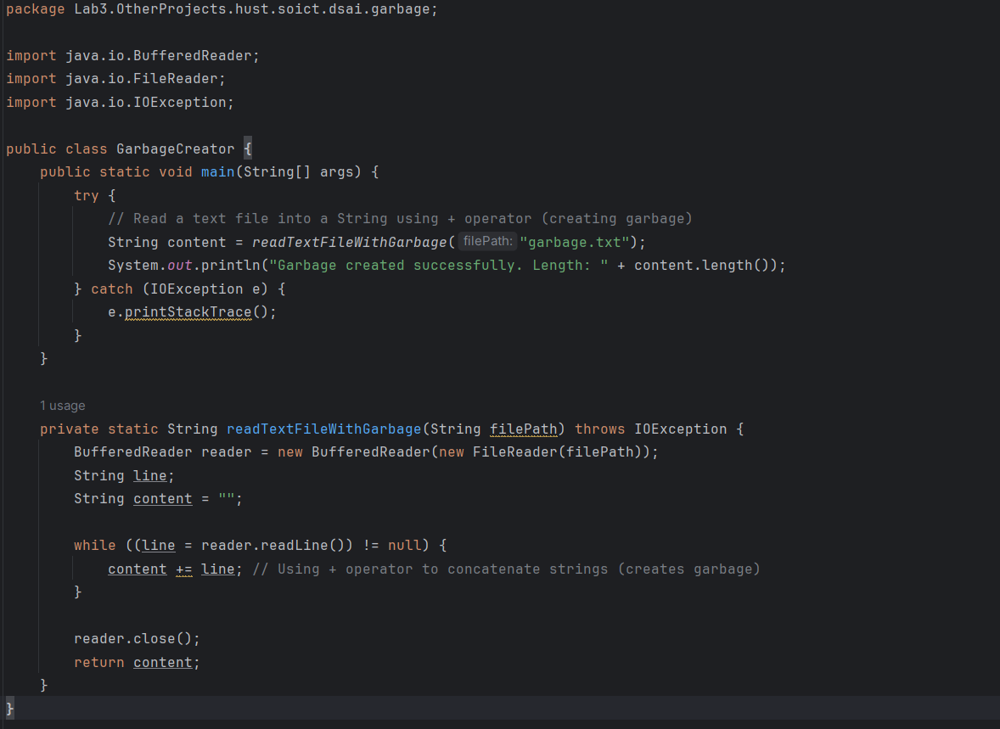 package Lab3.OtherProjects.hust.soict.dsai.garbage;
import java.io.BufferedReader;
import java.io.FileReader;
import java.io.IOException;
public class GarbageCreator {
public static void main(String[] args) {
try {
// Read a text file into a String using + operator (creating garbage)
String content = readTextFileWithGarbage( filePath: "garbage.txt");
System.out.println("Garbage created successfully. Length: " + content.length());
} catch (IOException e) {
e.printStackTrace();
}
}
1 usage
private static String readTextFileWithGarbage(String filePath) throws IOException {
BufferedReader reader = new BufferedReader(new FileReader(filePath));
String line;
String content = "";
while ((line = reader.readLine()) != null) {
content += line; // Using + operator to concatenate strings (creates garbage)
}
reader.close();
return content;
}
}